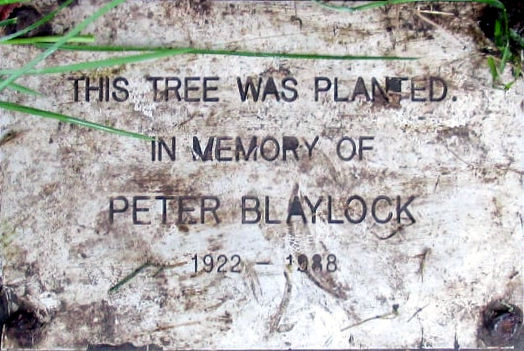 THIS TREE WAS PLANTED.
IN MEMORY OF
PETER BLAYLOCK
1922 - 1988